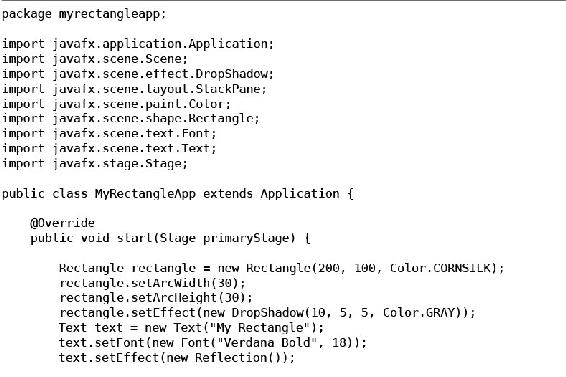 package myrectangleapp;
import javafx.application.Application;
import javafx.scene.Scene;
import javafx.scene.effect.DropShadow;
import javafx.scene.layout.StackPane;
import javafx.scene.paint.Color;
import javafx.scene.shape.Rectangle;
import javafx.scene.text.Font;
import javafx.scene.text.Text;
import javafx.stage.Stage;
public class MyRectangleApp extends Application {
@Override
public void start(Stage primaryStage) {
Rectangle rectangle = new Rectangle(200, 100, Color.CORNSILK);
rectangle.setArcWidth(30);
rectangle.setArcHeight(30);
rectangle.setEffect(new DropShadow(10, 5, 5, Color.GRAY));
Text text = new Text("My Rectangle");
text.setFont(new Font("Verdana Bold", 18));
text.setEffect(new Reflection());